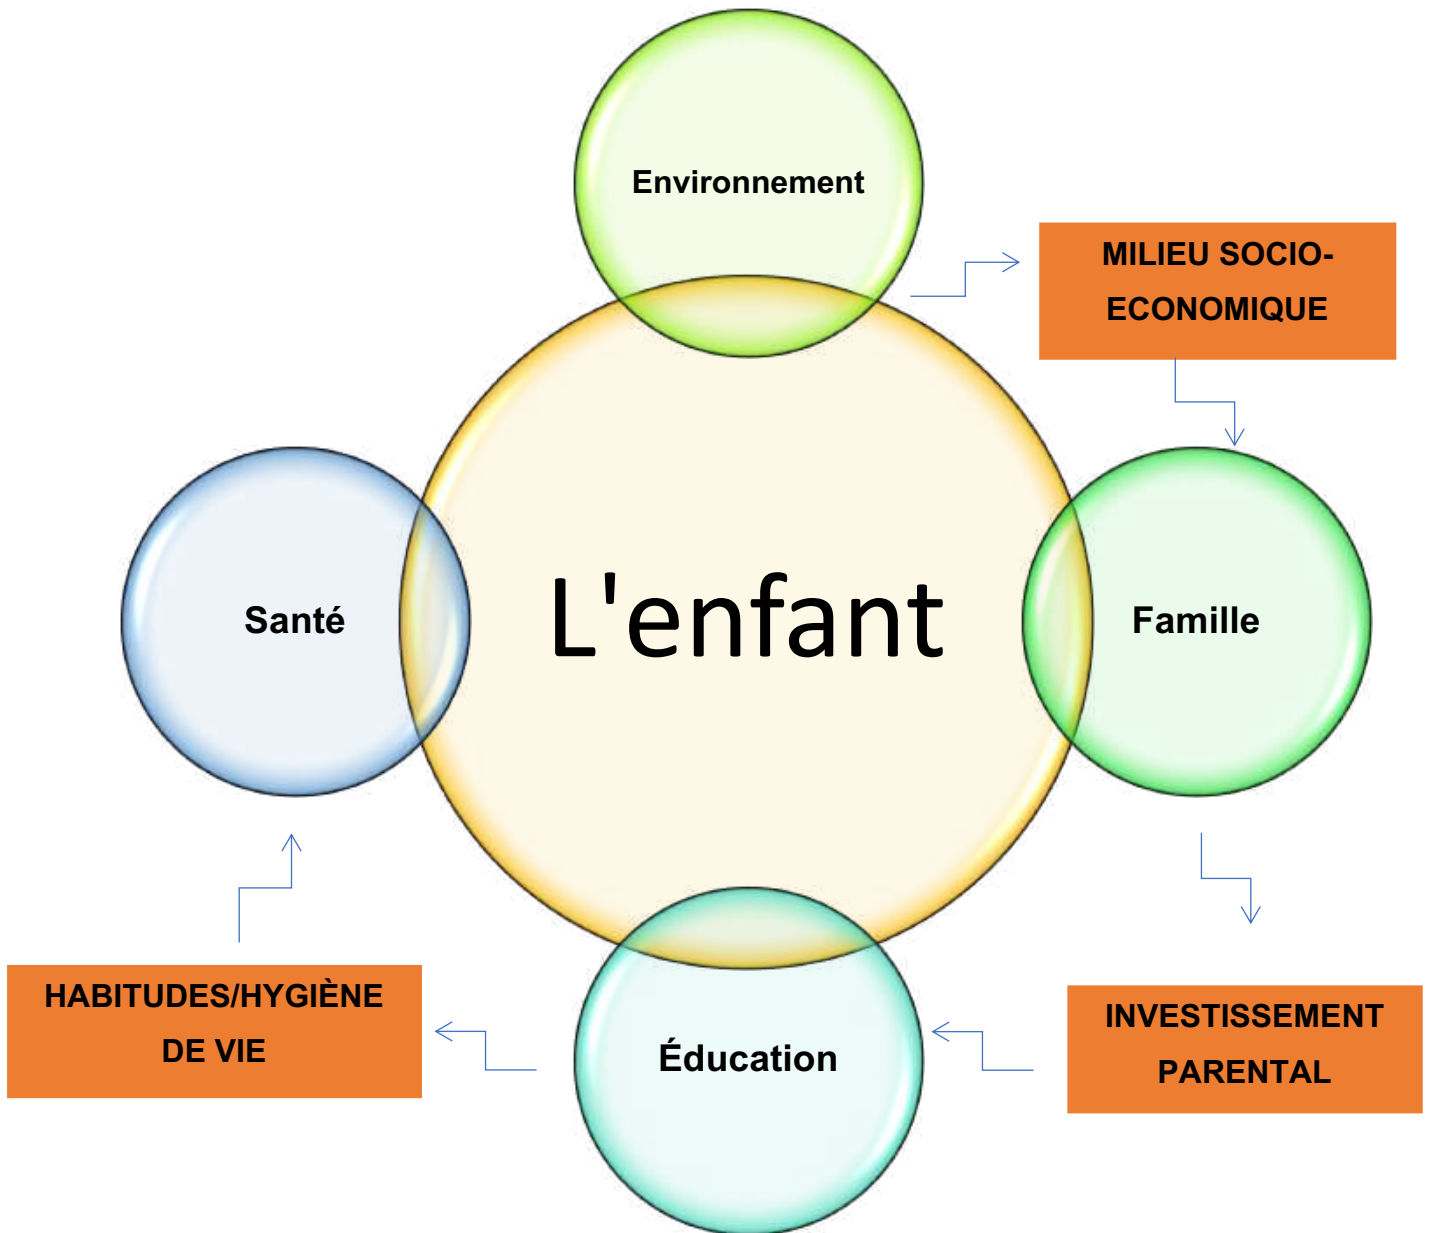 Environnement
MILIEU SOCIO-
ECONOMIQUE
Santé
L'enfant
Famille
HABITUDES/HYGIÈNE
DE VIE
Éducation
INVESTISSEMENT
PARENTAL